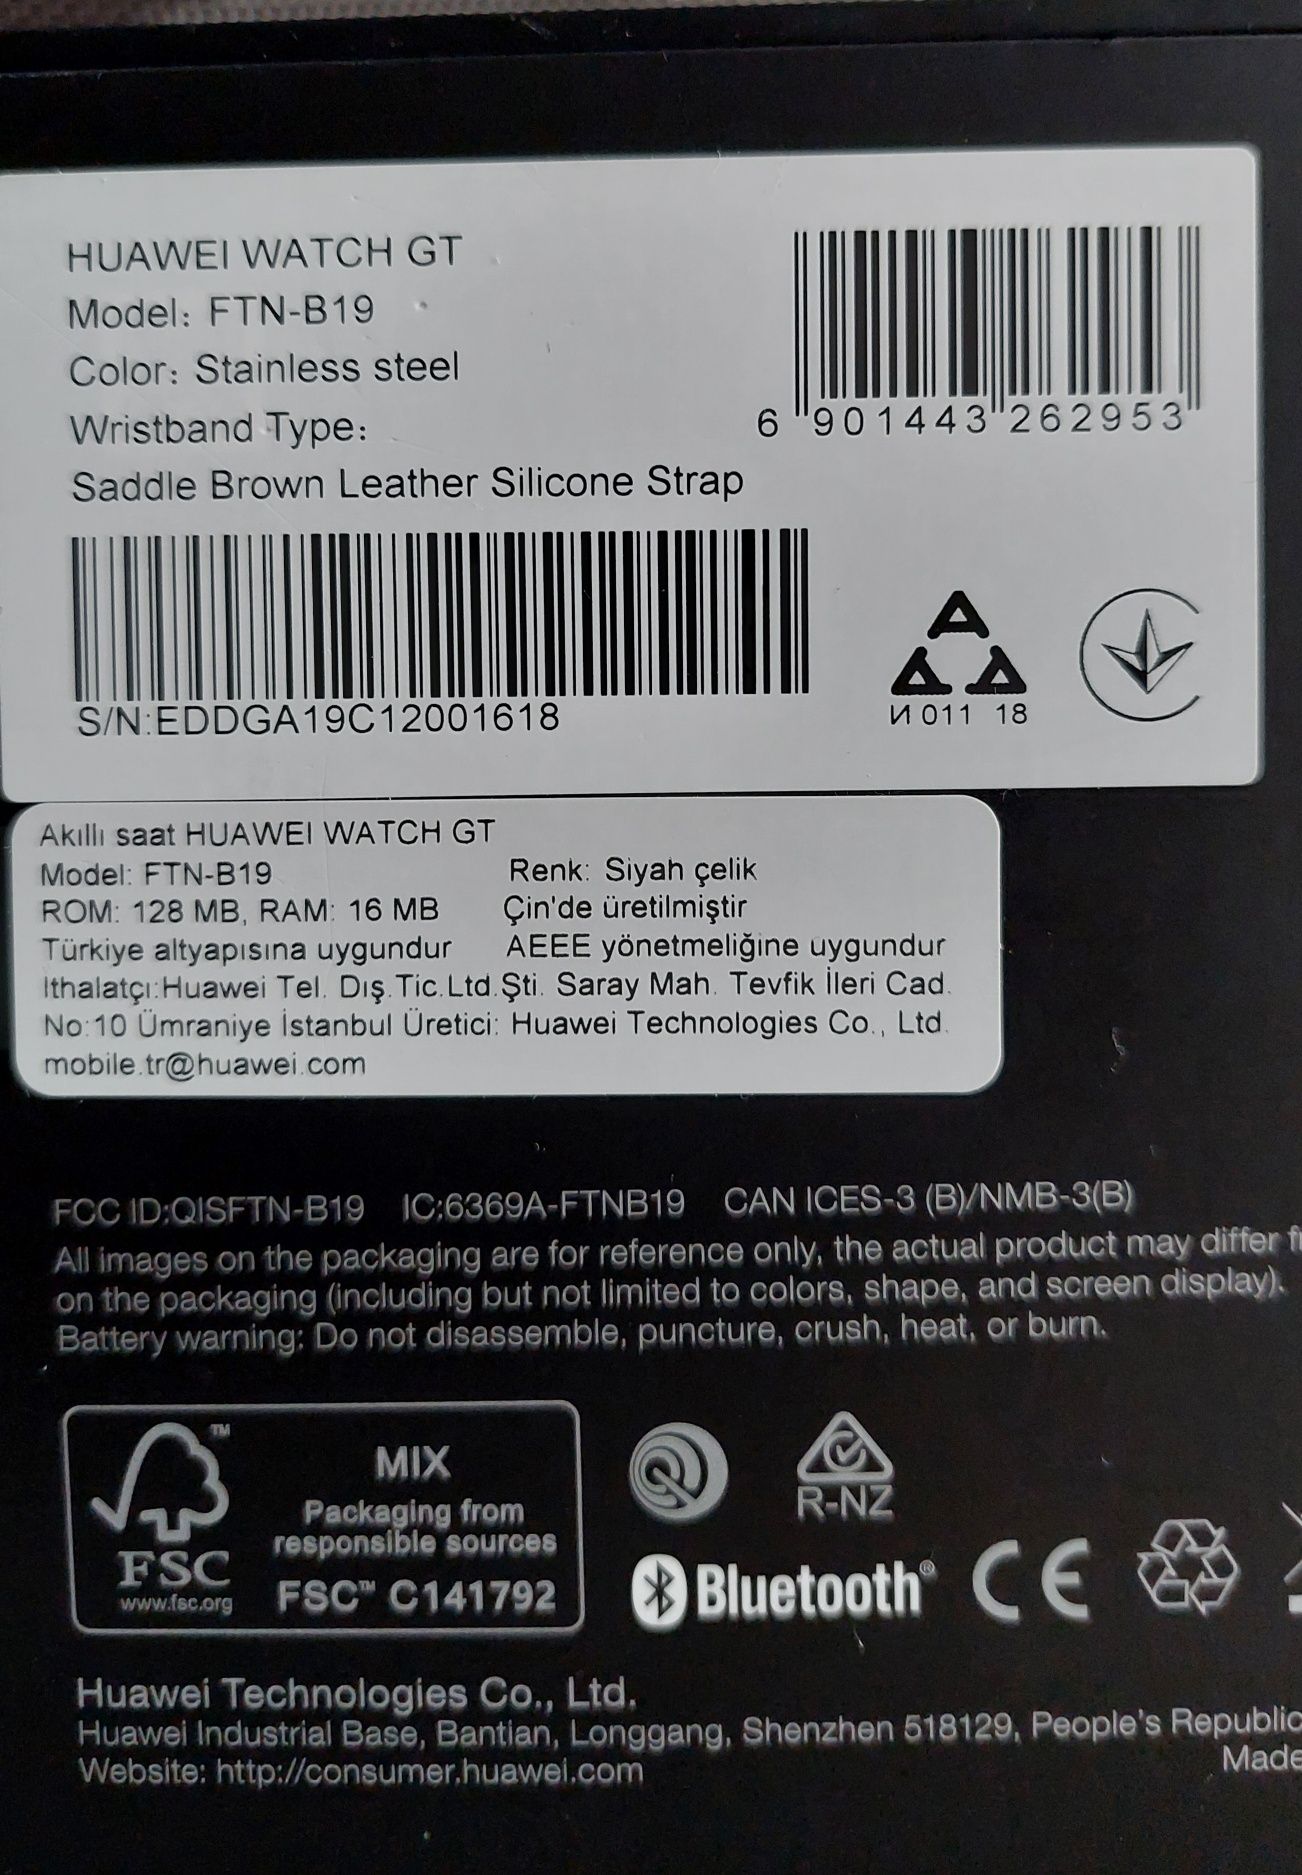 HUAWEI WATCH GT
Model: FTN-B19
Color: Stainless steel
Wristband Type:
Saddle Brown Leather Silicone Strap
6 901443 262953
S/N:EDDGA19C12001618
A
A A
И 011 18
Akıllı saat HUAWEI WATCH GT
Model: FTN-B19 Renk: Siyah çelik
ROM: 128 MB, RAM: 16 MB Çin'de üretilmiştir
Türkiye altyapısına uygundur AEEE yönetmeliğine uygundur
İthalatçı:Huawei Tel. Dış.Tic.Ltd.Şti. Saray Mah. Tevfik İleri Cad.
No:10 Ümraniye İstanbul Üretici: Huawei Technologies Co., Ltd.
mobile.tr@huawei.com
FCC ID:QISFTN-B19 IC:6369A-FTNB19 CAN ICES-3 (B)/NMB-3(B)
All images on the packaging are for reference only, the actual product may differ
on the packaging (including but not limited to colors, shape, and screen display).
Battery warning: Do not disassemble, puncture, crush, heat, or burn.
TM
FSC
www.fsc.org
MIX
Packaging from
responsible sources
FSC™ C141792
R-NZ
Bluetooth® CE
Huawei Technologies Co., Ltd.
Huawei Industrial Base, Bantian, Longgang, Shenzhen 518129, People's Republic
Made
Website: http://consumer.huawei.com